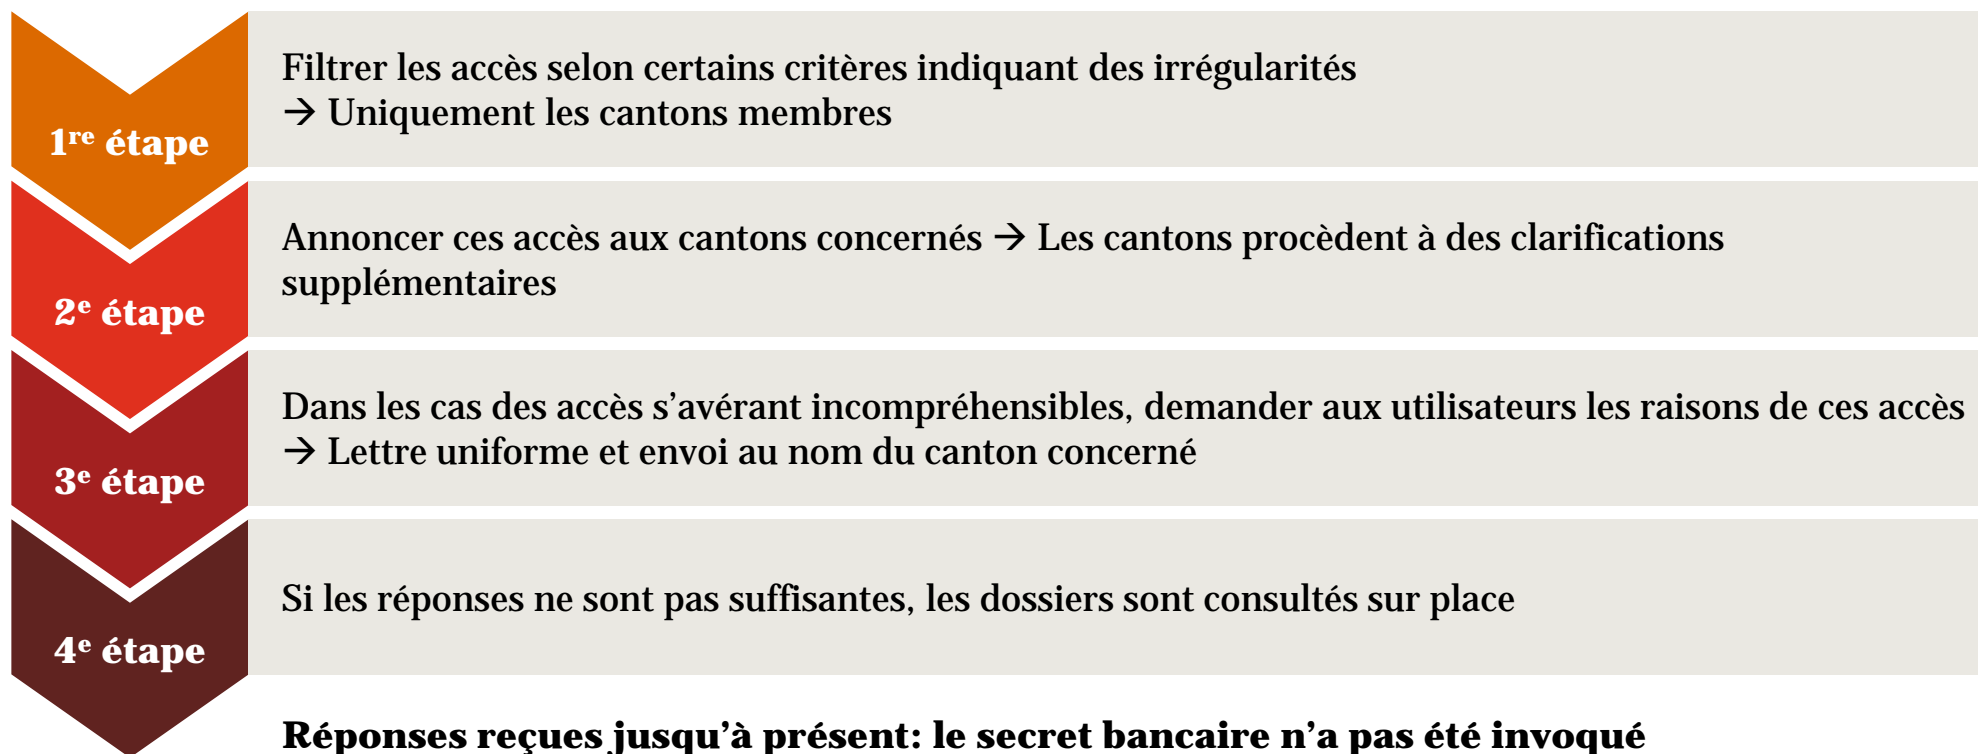 1re étape
Filtrer les accès selon certains critères indiquant des irrégularités
→ Uniquement les cantons membres
2e étape
Annoncer ces accès aux cantons concernés → Les cantons procèdent à des clarifications
supplémentaires
3e étape
Dans les cas des accès s’avérant incompréhensibles, demander aux utilisateurs les raisons de ces accès
→ Lettre uniforme et envoi au nom du canton concerné
4e étape
Si les réponses ne sont pas suffisantes, les dossiers sont consultés sur place
Réponses reçues jusqu’à présent: le secret bancaire n’a pas été invoqué